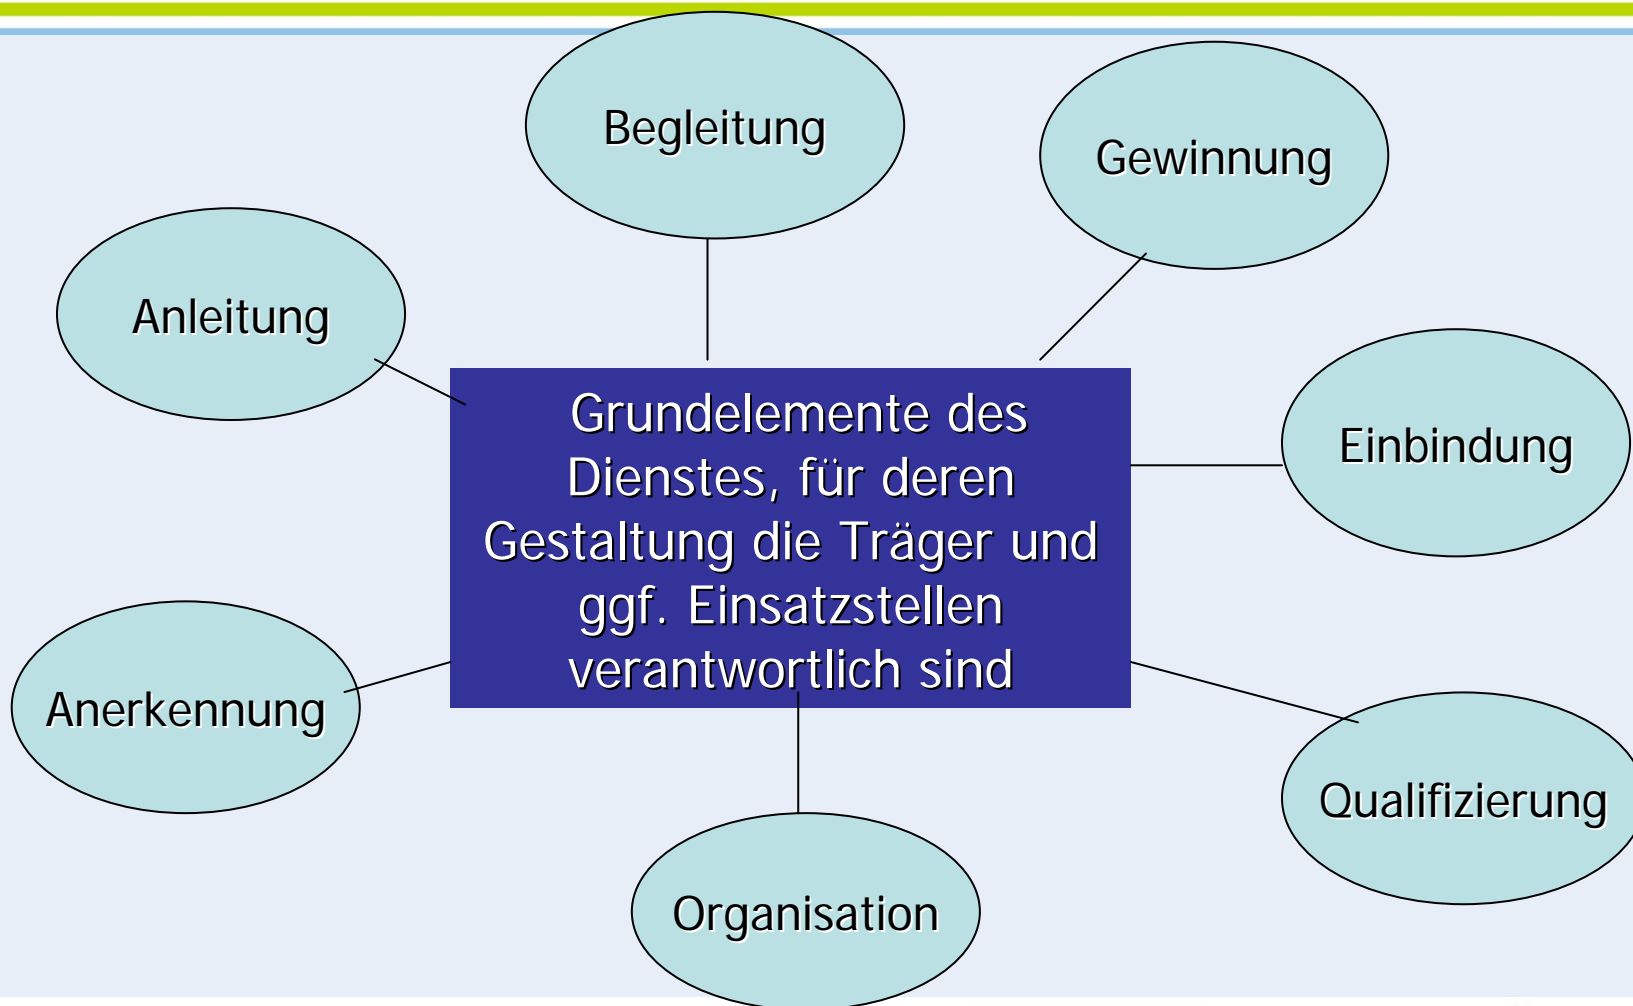 Begleitung
Gewinnung
Anleitung
Grundelemente des
Dienstes, für deren
Gestaltung die Träger und
ggf. Einsatzstellen
verantwortlich sind
Einbindung
Anerkennung
Qualifizierung
Organisation